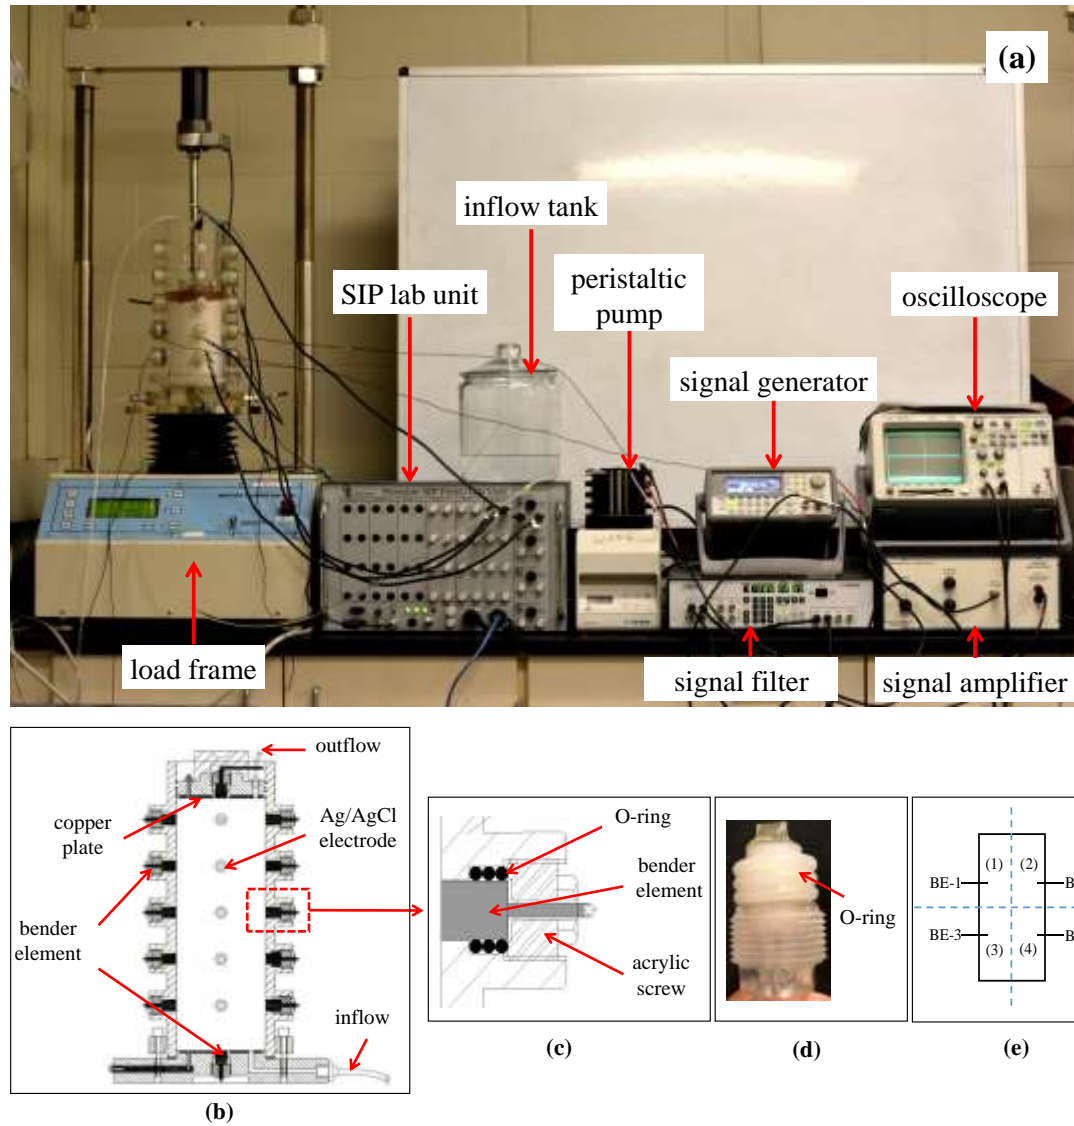 (a)
inflow tank
SIP lab unit
peristaltic
pump
oscilloscope
signal generator
load frame
signal filter
signal amplifier
outflow
copper
plate
Ag/AgCl
electrode
bender
element
inflow
(b)
O-ring
bender
element
acrylic
screw
(c)
O-ring
(d)
(1) (2)
BE-1 B
BE-3 B
(3) (4)
(e)